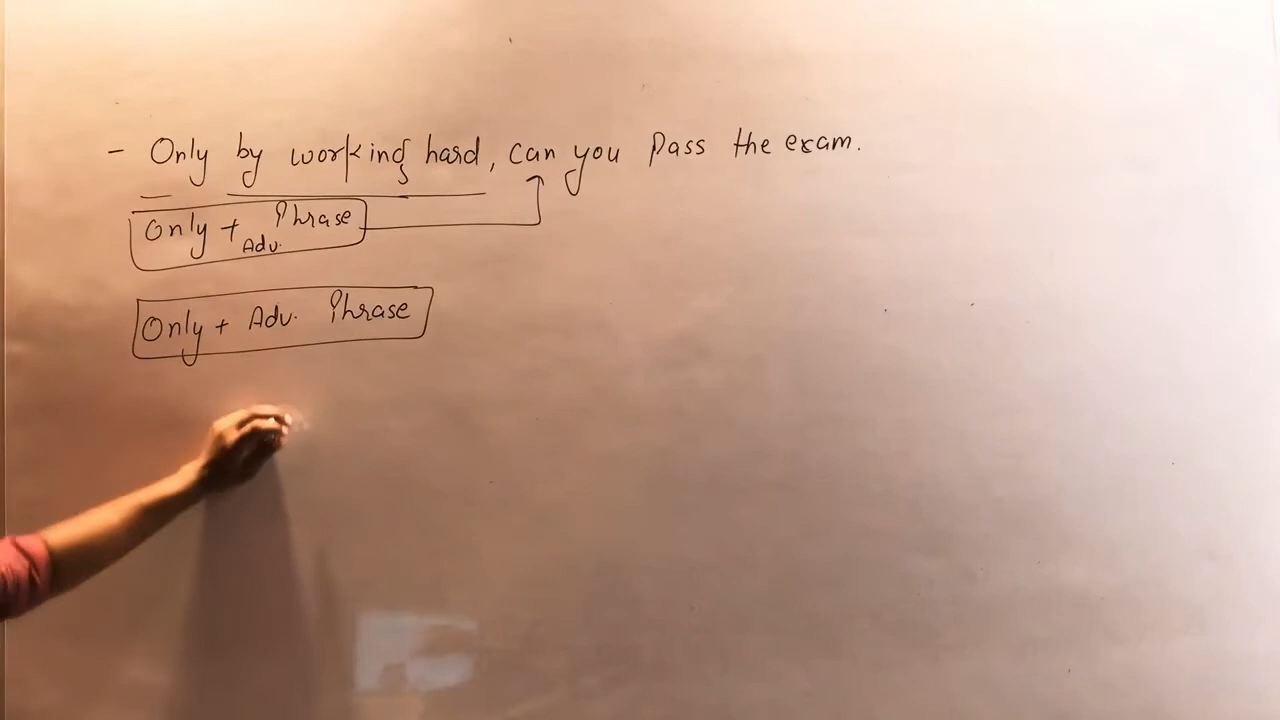 - Only by working hard, can you pass the exam.
Only + Adv. Phrase
Only + Adv. Phrase